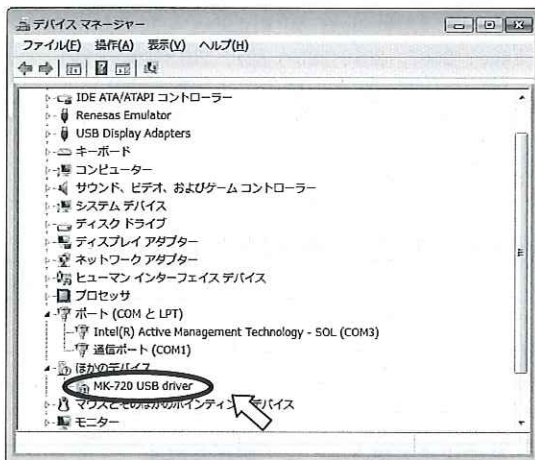 デバイス マネージャー
ファイル(F) 操作(A) 表示(V) ヘルプ(H)
IDE ATA/ATAPI コントローラー
Renesas Emulator
USB Display Adapters
キーボード
コンピューター
サウンド、ビデオ、およびゲーム コントローラー
システム デバイス
ディスク ドライブ
ディスプレイ アダプター
ネットワーク アダプター
ヒューマン インターフェイス デバイス
プロセッサ
ポート (COM と LPT)
Intel(R) Active Management Technology - SOL (COM3)
通信ポート (COM1)
ほかのデバイス
MK-720 USB driver
マウスとそのほかのポインティング デバイス
モニター